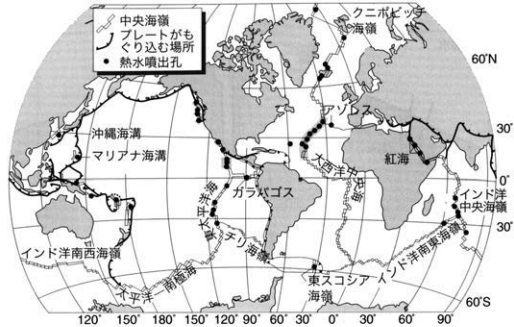 中央海嶺
プレートがも
ぐり込む場所
熱水噴出孔
クニポビッチ
海嶺
60°N
アゾレス
30°
沖縄海溝
マリアナ海溝
大西洋中央海嶺
紅海
0°
ガラパゴス
インド洋
中央海嶺
東太平洋海嶺
チリ海嶺
30°
インド洋南西海嶺
インド洋南東海嶺
太平洋 南極海嶺
東スコシア
海嶺
60°S
120° 150° 180° 150° 120° 90° 60° 30° 0° 30° 60° 90°